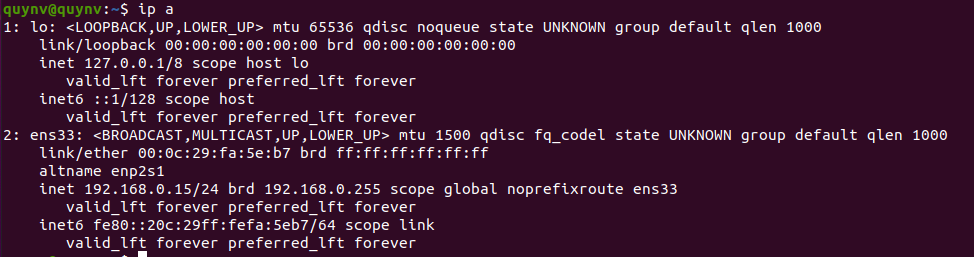 quynv@quynv:~$ ip a
1: lo: <LOOPBACK,UP,LOWER_UP> mtu 65536 qdisc noqueue state UNKNOWN group default qlen 1000
    link/loopback 00:00:00:00:00:00 brd 00:00:00:00:00:00
    inet 127.0.0.1/8 scope host lo
       valid_lft forever preferred_lft forever
    inet6 ::1/128 scope host
       valid_lft forever preferred_lft forever
2: ens33: <BROADCAST,MULTICAST,UP,LOWER_UP> mtu 1500 qdisc fq_codel state UNKNOWN group default qlen 1000
    link/ether 00:0c:29:fa:5e:b7 brd ff:ff:ff:ff:ff:ff
    altname enp2s1
    inet 192.168.0.15/24 brd 192.168.0.255 scope global noprefixroute ens33
       valid_lft forever preferred_lft forever
    inet6 fe80::20c:29ff:fefa:5eb7/64 scope link
       valid_lft forever preferred_lft forever